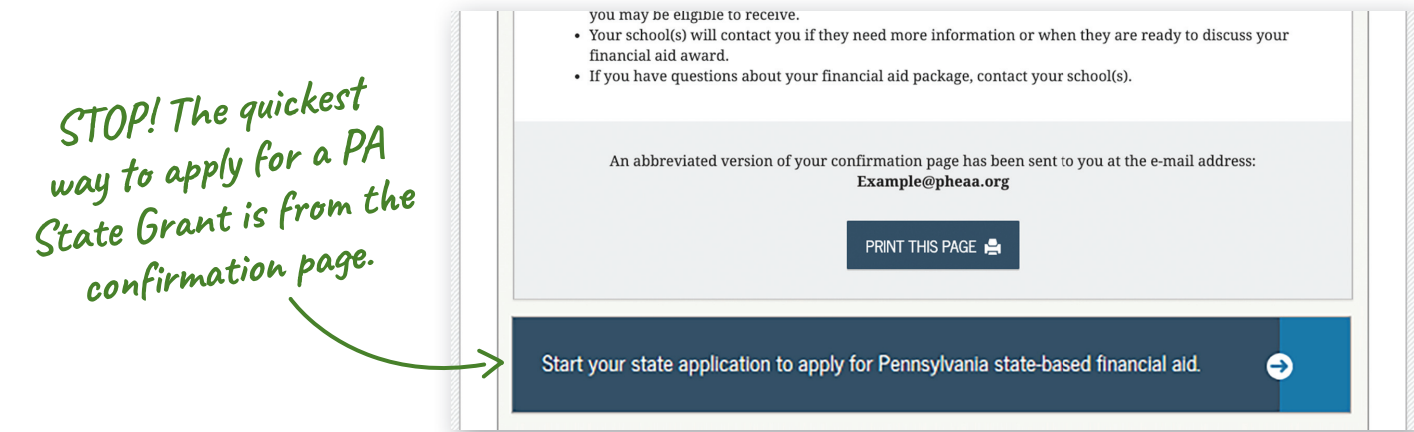 STOP! The quickest
way to apply for a PA
State Grant is from the
confirmation page.
you may be eligible to receive.
• Your school(s) will contact you if they need more information or when they are ready to discuss your
financial aid award.
• If you have questions about your financial aid package, contact your school(s).
An abbreviated version of your confirmation page has been sent to you at the e-mail address:
Example@pheaa.org
PRINT THIS PAGE
Start your state application to apply for Pennsylvania state-based financial aid.